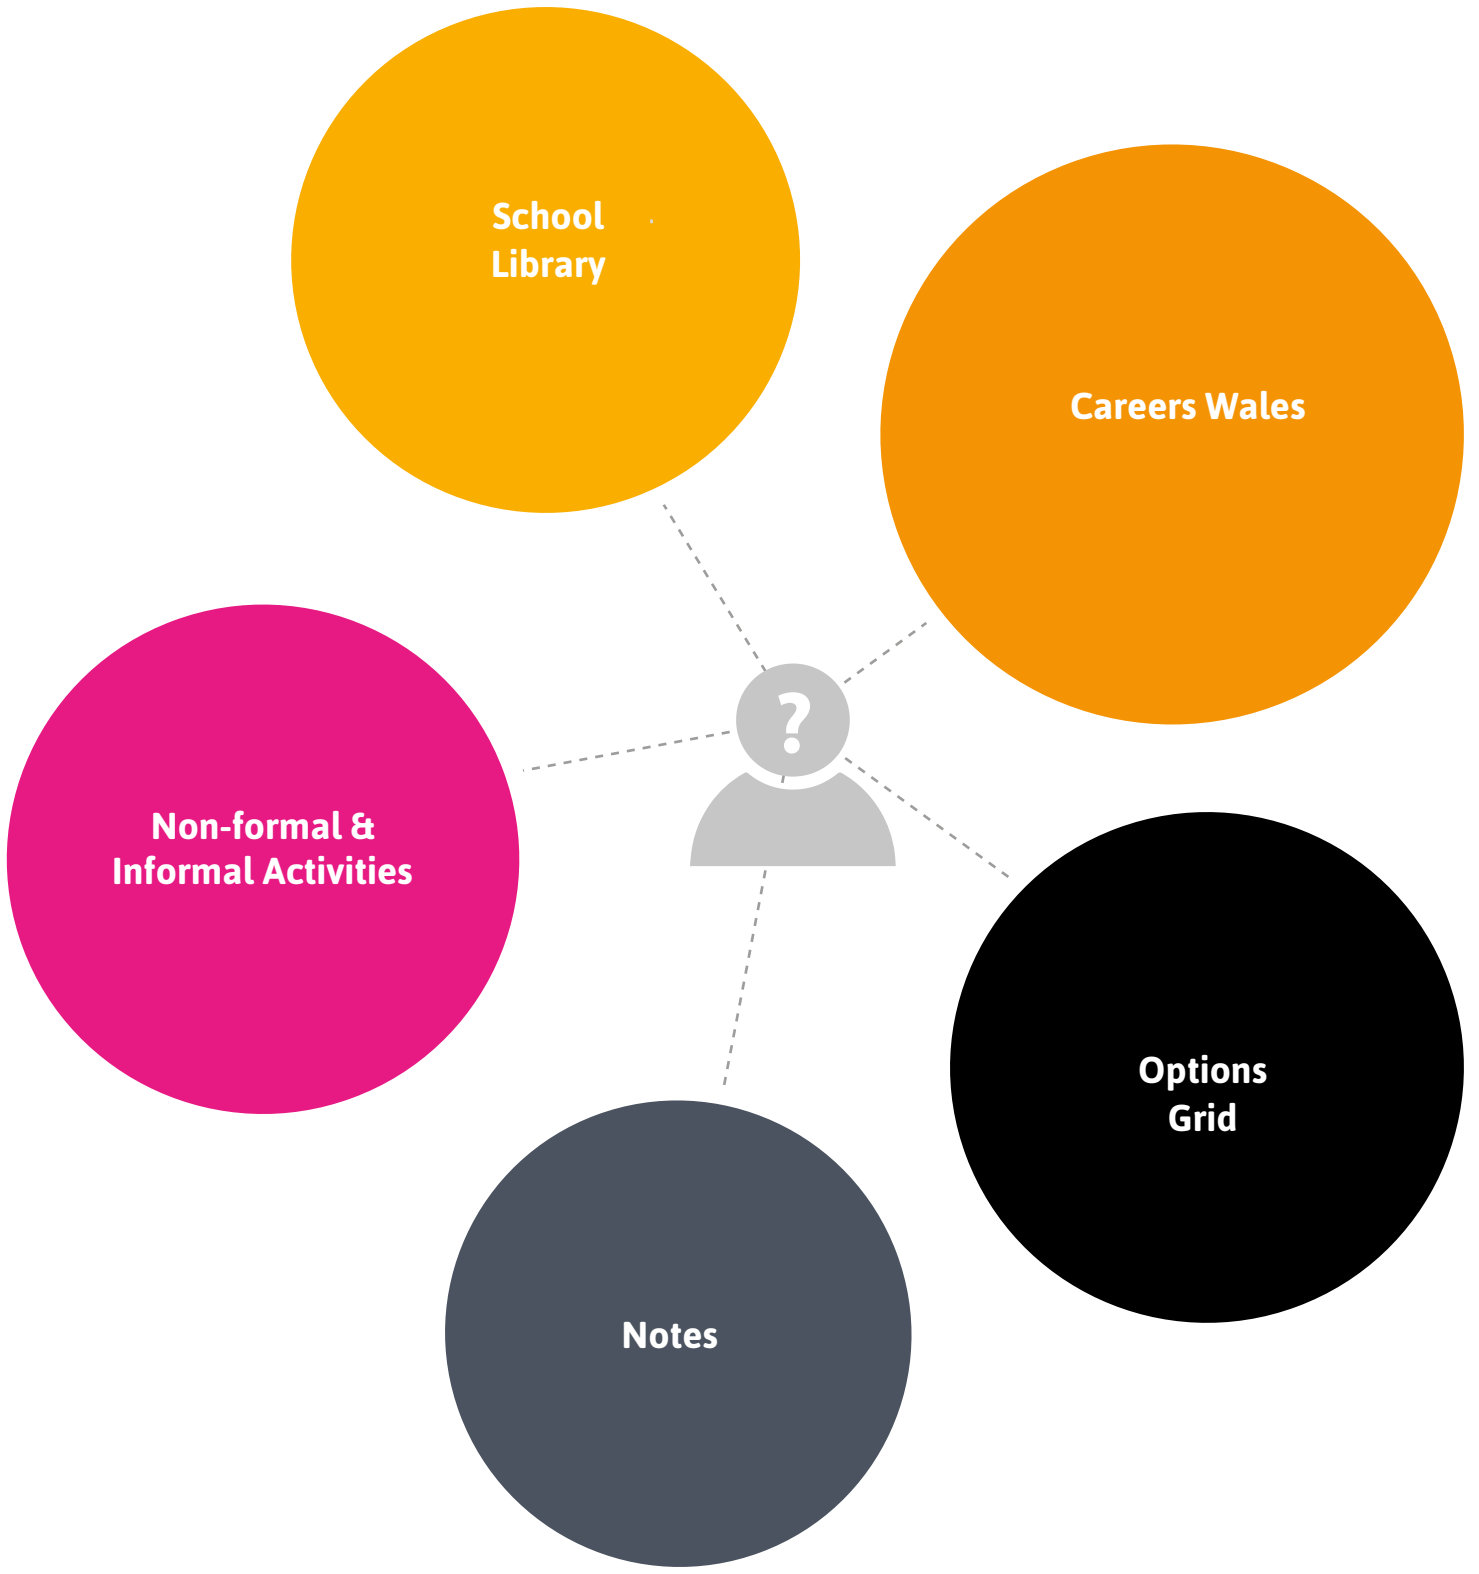 School
Library
Careers Wales
?
Non-formal &
Informal Activities
Options
Grid
Notes